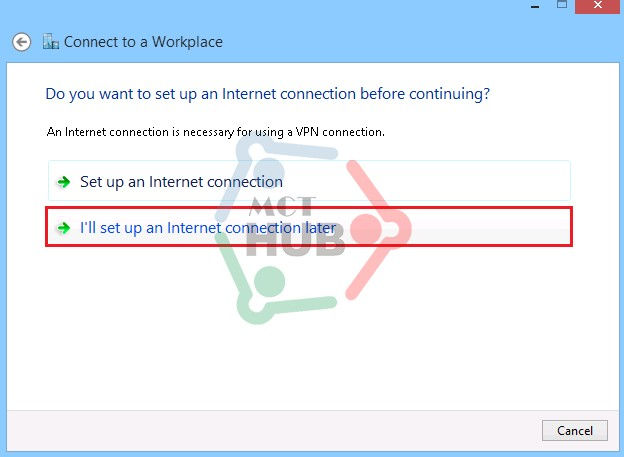 Connect to a Workplace
Do you want to set up an Internet connection before continuing?
An Internet connection is necessary for using a VPN connection.
Set up an Internet connection
MCT
I'll set up an Internet connection later
HUB
Cancel